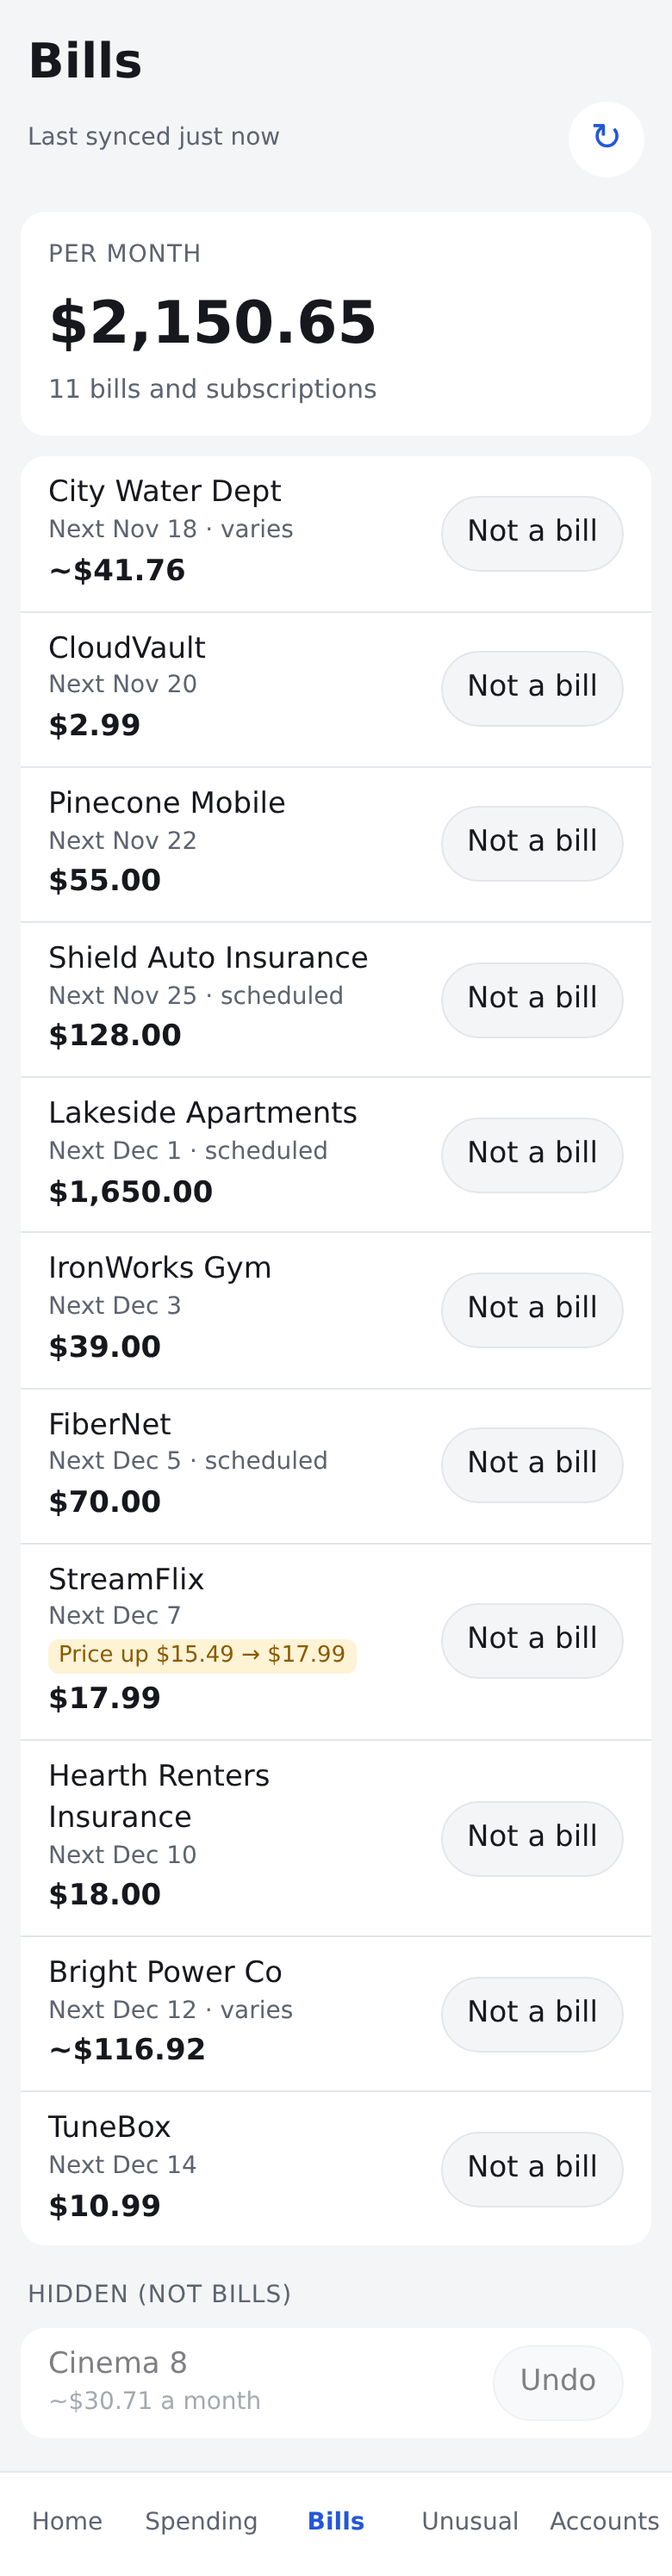 Bills
Last synced just now
↻
PER MONTH
$2,150.65
11 bills and subscriptions
City Water Dept
Next Nov 18 · varies
~$41.76
Not a bill
CloudVault
Next Nov 20
$2.99
Not a bill
Pinecone Mobile
Next Nov 22
$55.00
Not a bill
Shield Auto Insurance
Next Nov 25 · scheduled
$128.00
Not a bill
Lakeside Apartments
Next Dec 1 · scheduled
$1,650.00
Not a bill
IronWorks Gym
Next Dec 3
$39.00
Not a bill
FiberNet
Next Dec 5 · scheduled
$70.00
Not a bill
StreamFlix
Next Dec 7
Price up $15.49 → $17.99
$17.99
Not a bill
Hearth Renters
Insurance
Next Dec 10
$18.00
Not a bill
Bright Power Co
Next Dec 12 · varies
~$116.92
Not a bill
TuneBox
Next Dec 14
$10.99
Not a bill
HIDDEN (NOT BILLS)
Cinema 8
~$30.71 a month
Undo
Home Spending Bills Unusual Accounts